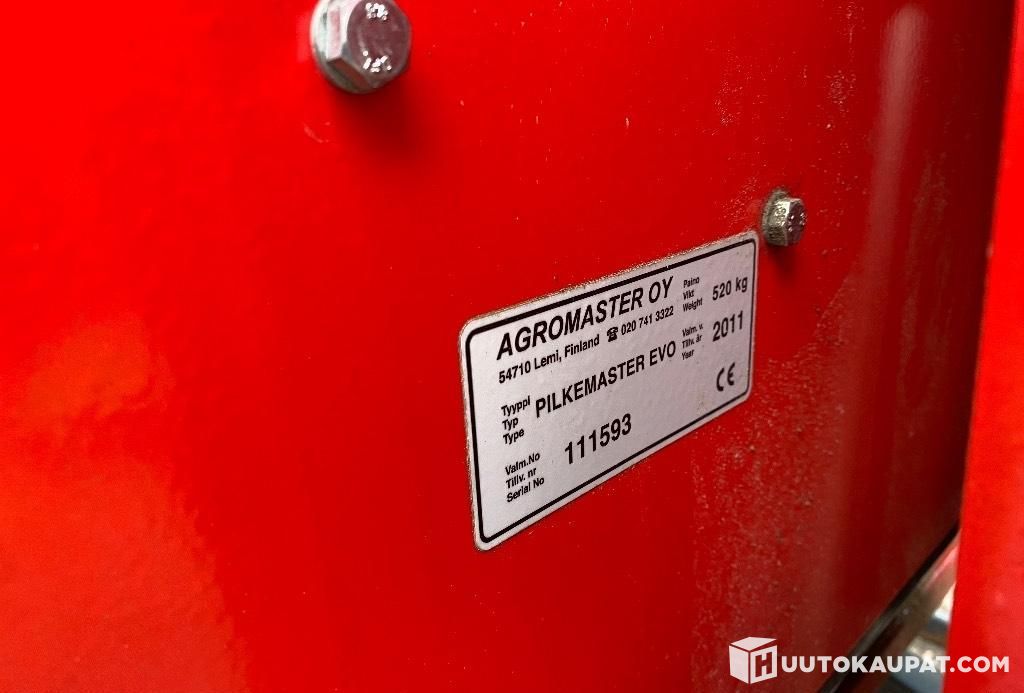 AGROMASTER OY
54710 Lemi, Finland ☎ 020 741 3322
Paino
Vikt
Weight
520 kg
Tyyppi
Typ
Type
PILKEMASTER EVO
Valm. v.
Tillv. år
Year
2011
Valm.No
Tillv. nr
Serial No
111593
CE
HUUTOKAUPAT.COM